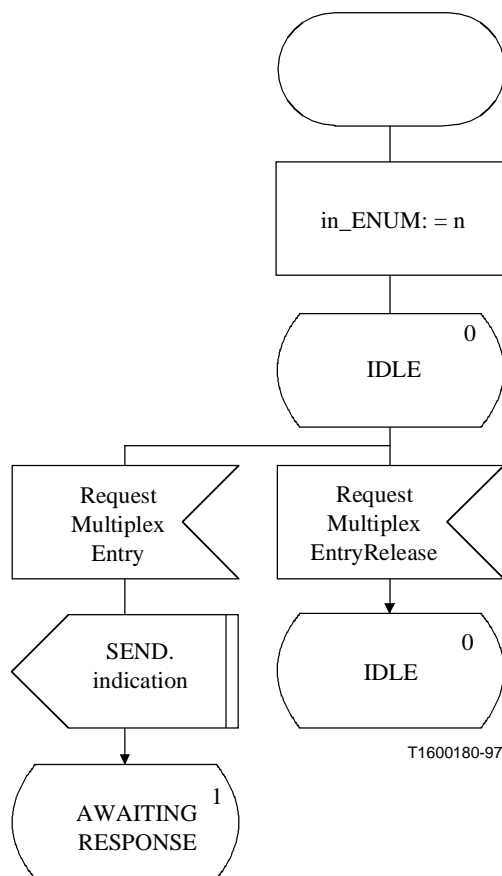 in_ENUM: = n
0
IDLE
Request
Multiplex
Entry
Request
Multiplex
EntryRelease
SEND.
indication
0
IDLE
T1600180-97
1
AWAITING
RESPONSE